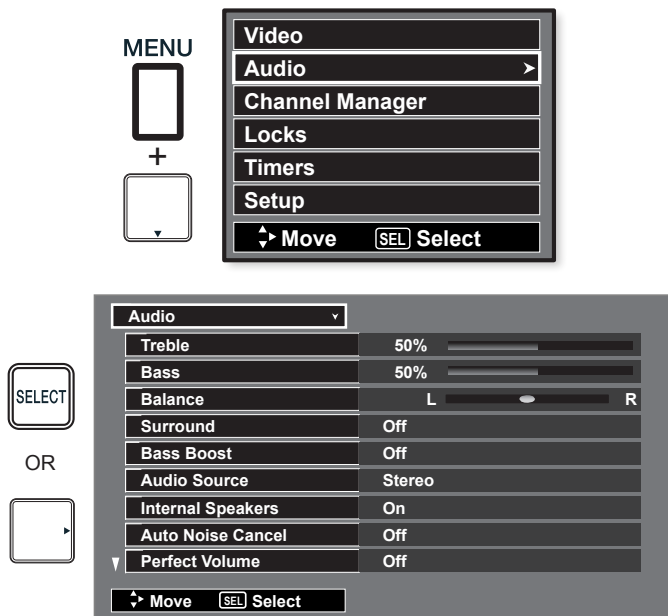 MENU
+
Video
Audio
Channel Manager
Locks
Timers
Setup
Move SEL Select
SELECT
OR
Audio
Treble 50%
Bass 50%
Balance L R
Surround Off
Bass Boost Off
Audio Source Stereo
Internal Speakers On
Auto Noise Cancel Off
Perfect Volume Off
Move SEL Select